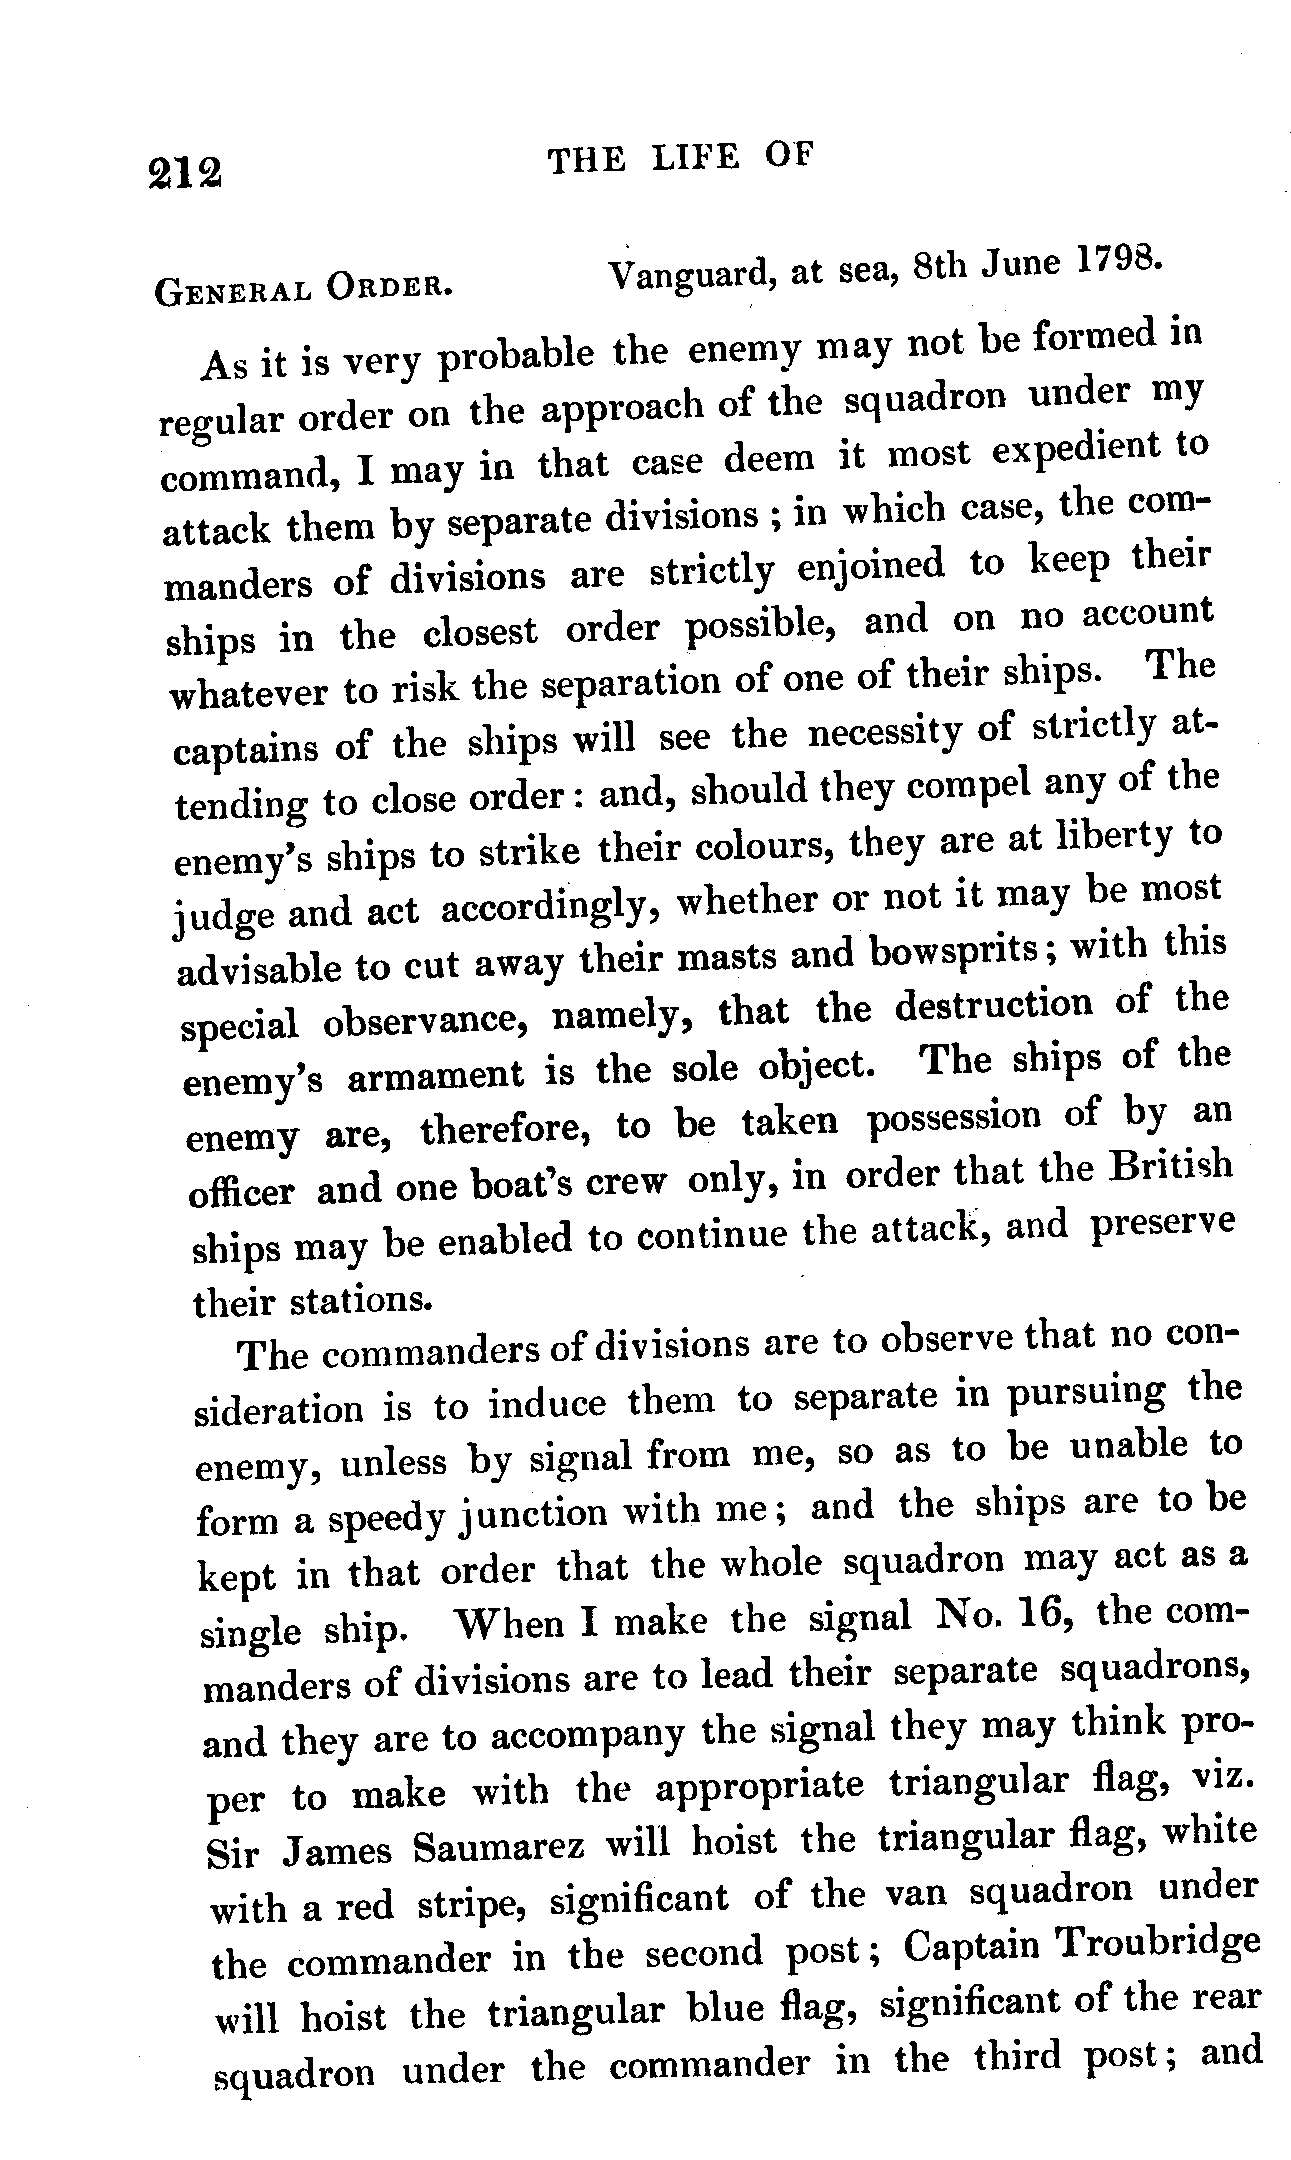 212 THE LIFE OF
General Order. Vanguard, at sea, 8th June 1798.
As it is very probable the enemy may not be formed in
regular order on the approach of the squadron under my
command, I may in that case deem it most expedient to
attack them by separate divisions ; in which case, the com-
manders of divisions are strictly enjoined to keep their
ships in the closest order possible, and on no account
whatever to risk the separation of one of their ships. The
captains of the ships will see the necessity of strictly at-
tending to close order : and, should they compel any of the
enemy's ships to strike their colours, they are at liberty to
judge and act accordingly, whether or not it may be most
advisable to cut away their masts and bowsprits ; with this
special observance, namely, that the destruction of the
enemy's armament is the sole object. The ships of the
enemy are, therefore, to be taken possession of by an
officer and one boat's crew only, in order that the British
ships may be enabled to continue the attack, and preserve
their stations.
The commanders of divisions are to observe that no con-
sideration is to induce them to separate in pursuing the
enemy, unless by signal from me, so as to be unable to
form a speedy junction with me ; and the ships are to be
kept in that order that the whole squadron may act as a
single ship. When I make the signal No. 16, the com-
manders of divisions are to lead their separate squadrons,
and they are to accompany the signal they may think pro-
per to make with the appropriate triangular flag, viz.
Sir James Saumarez will hoist the triangular flag, white
with a red stripe, significant of the van squadron under
the commander in the second post ; Captain Troubridge
will hoist the triangular blue flag, significant of the rear
squadron under the commander in the third post ; and